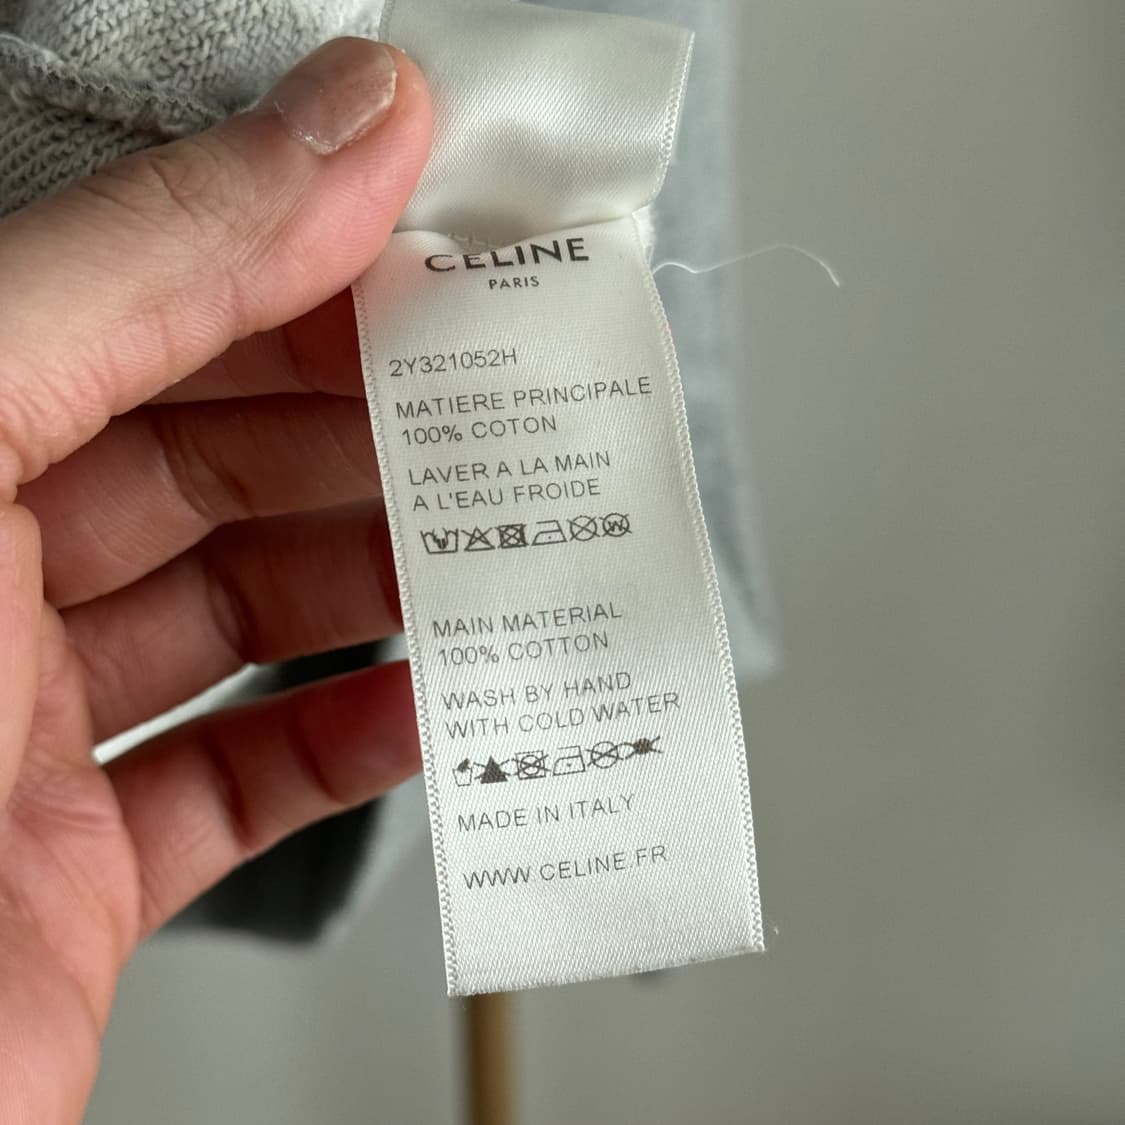 CELINE
PARIS
2Y321052H
MATIERE PRINCIPALE
100% COTON
LAVER A LA MAIN
A L'EAU FROIDE
MAIN MATERIAL
100% COTTON
WASH BY HAND
WITH COLD WATER
MADE IN ITALY
WWW.CELINE.FR